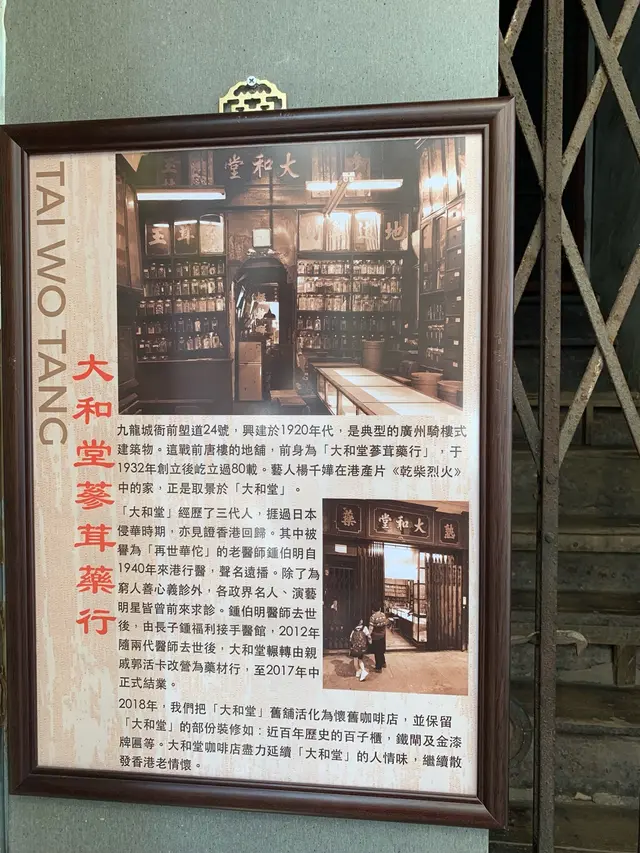 TAI WO TANG
大和堂蔘茸藥行
堂和大
玉
茸
地
九龍城衙前塱道24號，興建於1920年代，是典型的廣州騎樓式
建築物。這戰前唐樓的地舖，前身為「大和堂蔘茸藥行」，于
1932年創立後屹立過80載。藝人楊千嬅在港產片《乾柴烈火》
中的家，正是取景於「大和堂」。
「大和堂」經歷了三代人，捱過日本
侵華時期，亦見證香港回歸。其中被
譽為「再世華佗」的老醫師鍾伯明自
1940年來港行醫，聲名遠播。除了為
窮人善心義診外，各政界名人、演藝
明星皆曾前來求診。鍾伯明醫師去世
後，由長子鍾福利接手醫館，2012年
隨兩代醫師去世後，大和堂輾轉由親
戚郭活卡改營為藥材行，至2017年中
正式結業。
藥
堂和大
熟
2018年，我們把「大和堂」舊舖活化為懷舊咖啡店，並保留
「大和堂」的部份裝修如：近百年歷史的百子櫃，鐵閘及金漆
牌匾等。大和堂咖啡店盡力延續「大和堂」的人情味，繼續散
發香港老情懷。